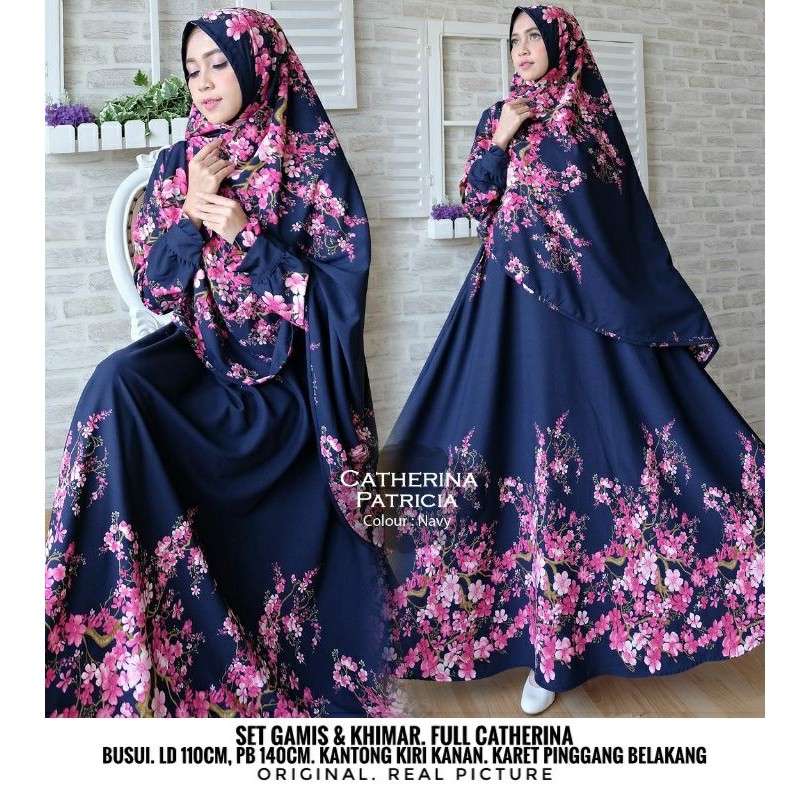 CATHERINA
PATRICIA
Colour : Navy
SET GAMIS & KHIMAR. FULL CATHERINA
BUSUI. LD 110CM, PB 140CM. KANTONG KIRI KANAN. KARET PINGGANG BELAKANG
ORIGINAL. REAL PICTURE